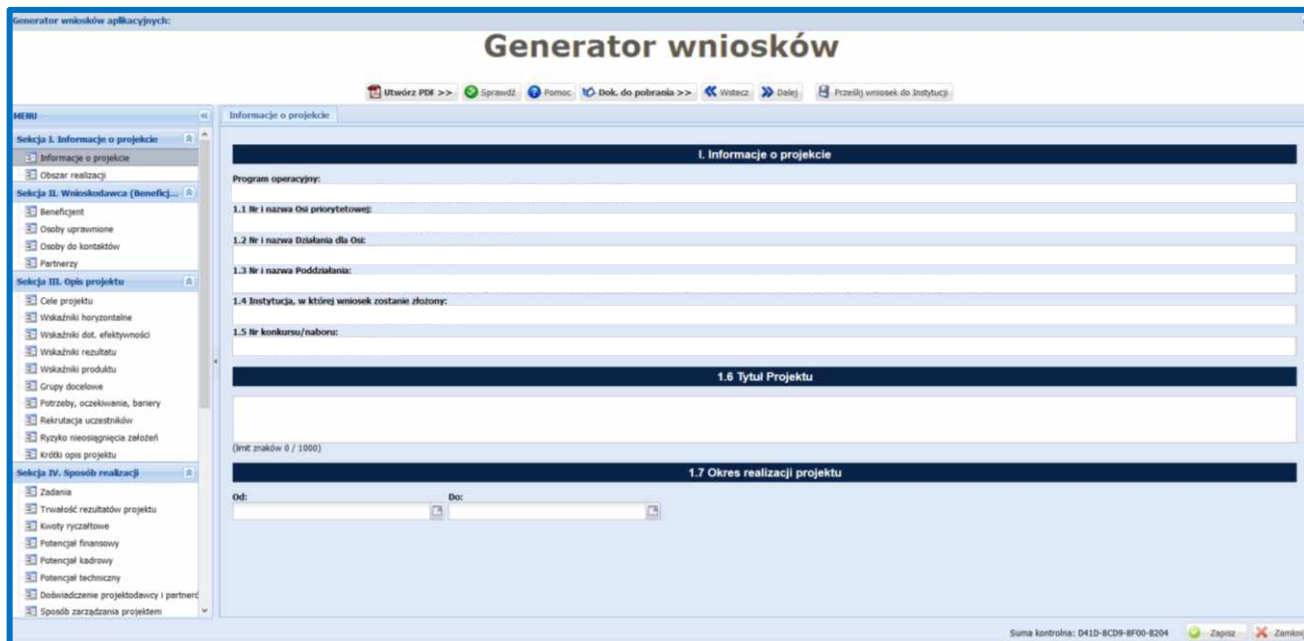 Generator wniosków aplikacyjnych:
Generator wniosków
Utwórz PDF >> Sprawdź Pomoc Dok. do pobrania >> Wstecz Dalej Prześlij wniosek do Instytucji
MENU
Sekcja I. Informacje o projekcie
Informacje o projekcie
Obszar realizacji
Sekcja II. Wnioskodawca (Beneficj...
Beneficjent
Osoby uprawnione
Osoby do kontaktów
Partnerzy
Sekcja III. Opis projektu
Cele projektu
Wskaźniki horyzontalne
Wskaźniki dot. efektywności
Wskaźniki rezultatu
Wskaźniki produktu
Grupy docelowe
Potrzeby, oczekiwania, bariery
Rekrutacja uczestników
Ryzyko nieosiągnięcia założeń
Krótki opis projektu
Sekcja IV. Sposób realizacji
Zadania
Trwałość rezultatów projektu
Kwoty ryczałtowe
Potencjał finansowy
Potencjał kadrowy
Potencjał techniczny
Doświadczenie projektodawcy i partneró
Sposób zarządzania projektem
Informacje o projekcie
I. Informacje o projekcie
Program operacyjny:
1.1 Nr i nazwa Osi priorytetowej:
1.2 Nr i nazwa Działania dla Osi:
1.3 Nr i nazwa Poddziałania:
1.4 Instytucja, w której wniosek zostanie złożony:
1.5 Nr konkursu/naboru:
1.6 Tytuł Projektu
(limit znaków 0 / 1000)
1.7 Okres realizacji projektu
Od: Do:
Suma kontrolna: D41D-8CD9-8F00-B204 Zapisz Zamkni